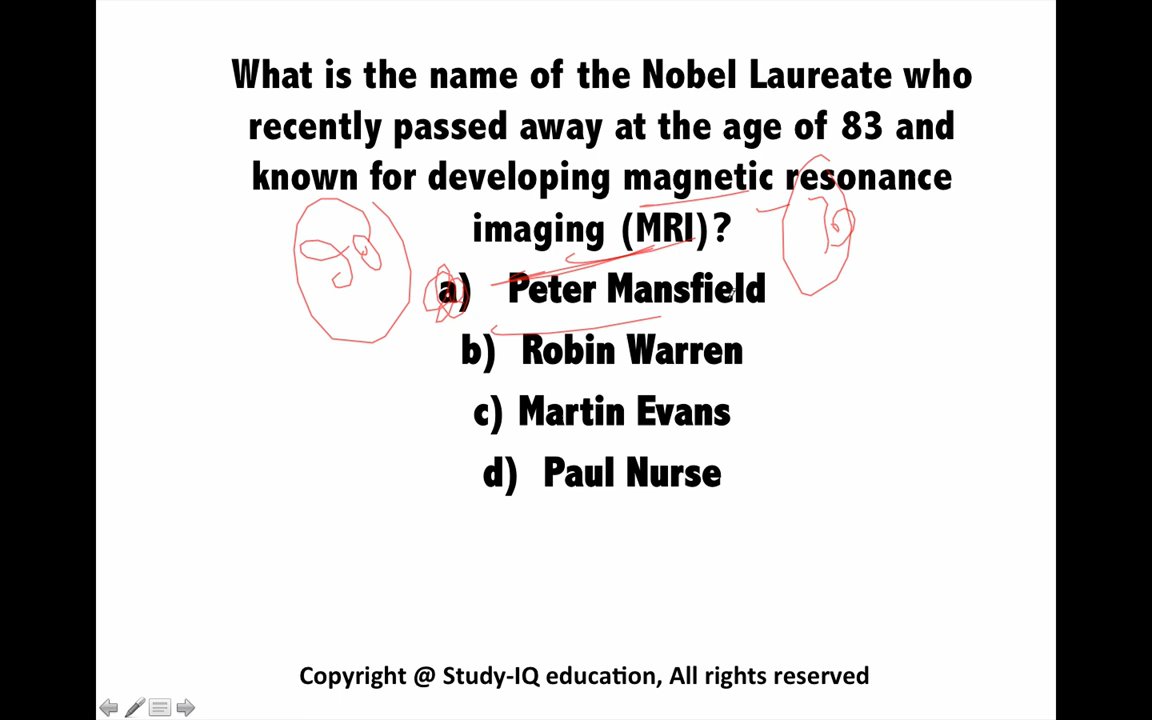 What is the name of the Nobel Laureate who
recently passed away at the age of 83 and
known for developing magnetic resonance
imaging (MRI)?
a) Peter Mansfield
b) Robin Warren
c) Martin Evans
d) Paul Nurse
Copyright @ Study-IQ education, All rights reserved